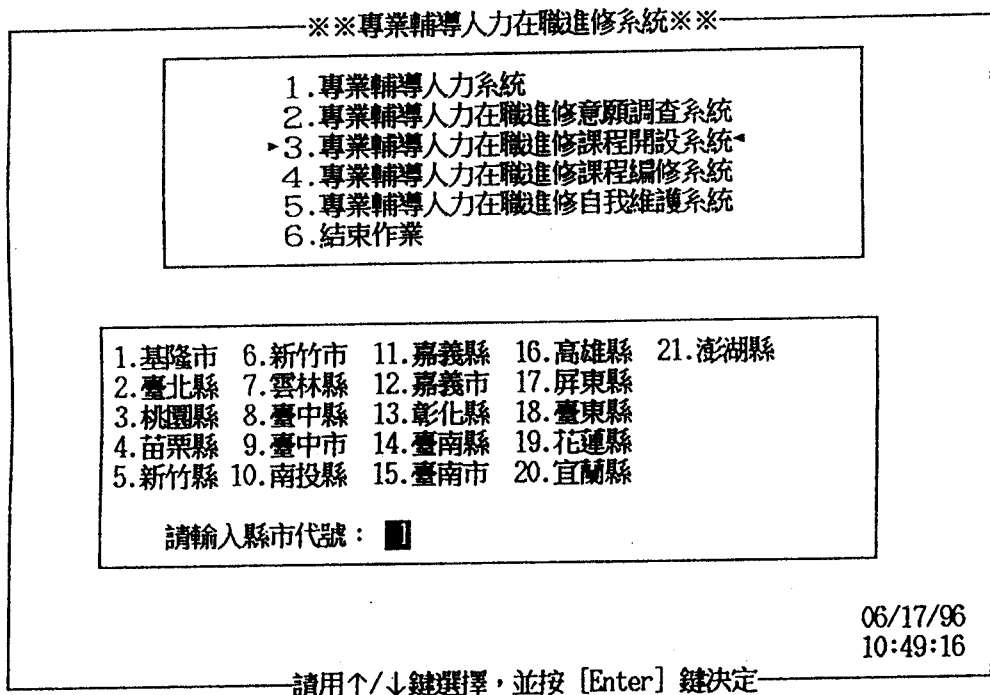 ※※專業輔導人力在職進修系統※※
1.專業輔導人力系統
2.專業輔導人力在職進修意願調查系統
▸3.專業輔導人力在職進修課程開設系統◂
4.專業輔導人力在職進修課程編修系統
5.專業輔導人力在職進修自我維護系統
6.結束作業
1.基隆市 6.新竹市 11.嘉義縣 16.高雄縣 21.澎湖縣
2.臺北縣 7.雲林縣 12.嘉義市 17.屏東縣
3.桃園縣 8.臺中縣 13.彰化縣 18.臺東縣
4.苗栗縣 9.臺中市 14.臺南縣 19.花蓮縣
5.新竹縣 10.南投縣 15.臺南市 20.宜蘭縣
請輸入縣市代號：
06/17/96
10:49:16
請用↑/↓鍵選擇，並按 [Enter] 鍵決定